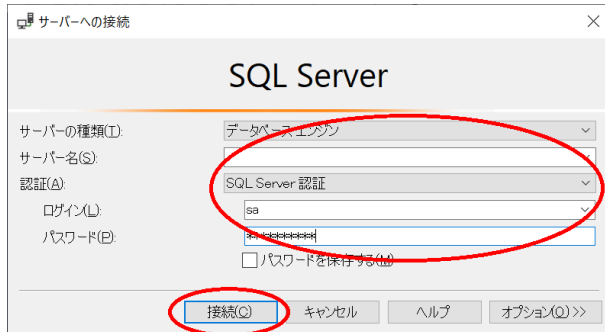 サーバーへの接続
SQL Server
サーバーの種類(T): データベース エンジン
サーバー名(S):
認証(A): SQL Server 認証
ログイン(L): sa
パスワード(P): ************
パスワードを保存する(M)
接続(C) キャンセル ヘルプ オプション(O) >>